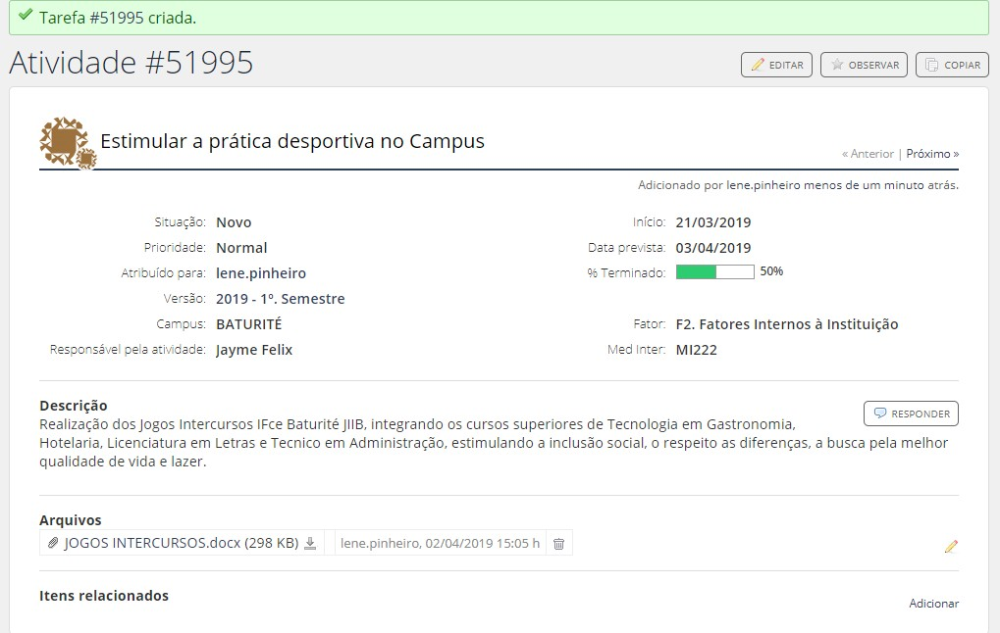 Tarefa #51995 criada.
Atividade #51995
EDITAR
OBSERVAR
COPIAR
Estimular a prática desportiva no Campus
« Anterior | Próximo »
Adicionado por lene.pinheiro menos de um minuto atrás.
Situação: Novo
Início: 21/03/2019
Prioridade: Normal
Data prevista: 03/04/2019
Atribuído para: lene.pinheiro
% Terminado: 50%
Versão: 2019 - 1º. Semestre
Campus: BATURITÉ
Fator: F2. Fatores Internos à Instituição
Responsável pela atividade: Jayme Felix
Med Inter: MI222
Descrição
RESPONDER
Realização dos Jogos Intercursos IFce Baturité JIIB, integrando os cursos superiores de Tecnologia em Gastronomia,
Hotelaria, Licenciatura em Letras e Tecnico em Administração, estimulando a inclusão social, o respeito as diferenças, a busca pela melhor
qualidade de vida e lazer.
Arquivos
JOGOS INTERCURSOS.docx (298 KB) lene.pinheiro, 02/04/2019 15:05 h
Itens relacionados
Adicionar